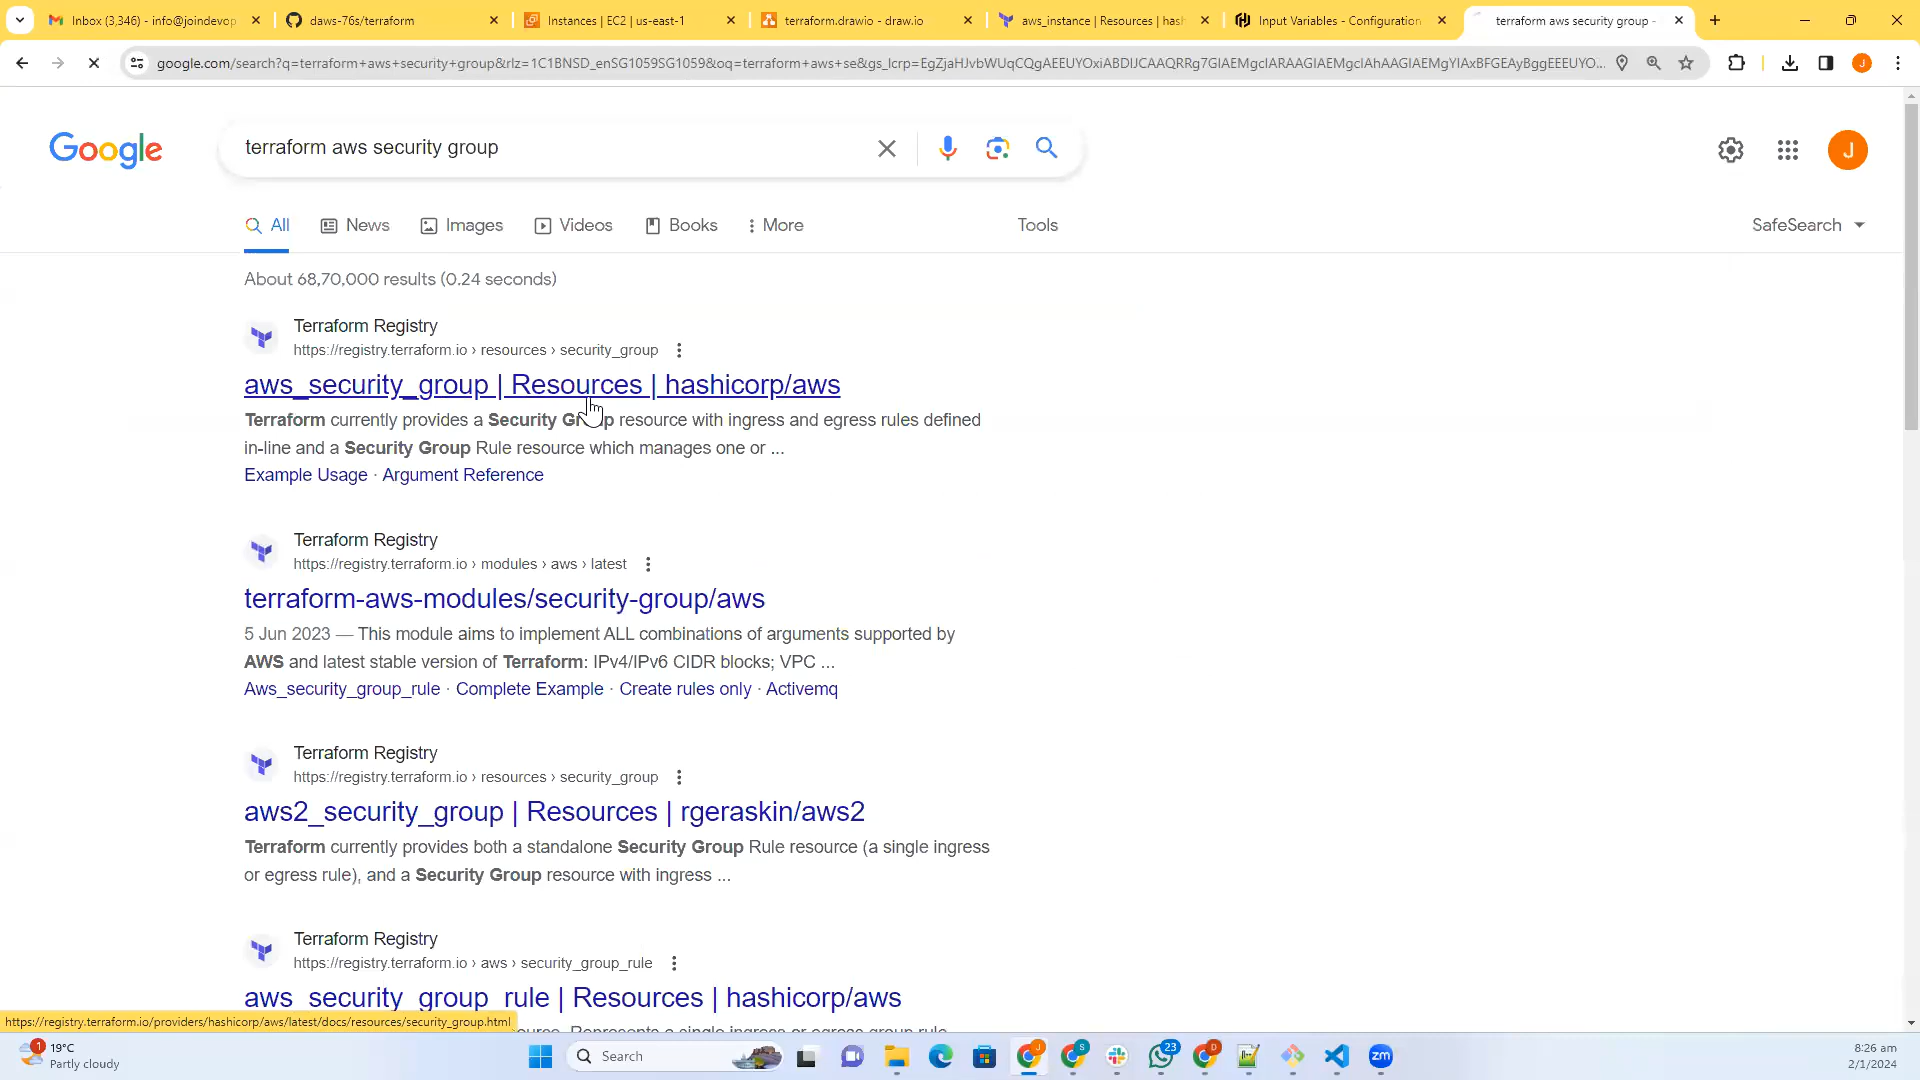 Inbox (3,346) - info@joindevop
daws-76s/terraform
Instances | EC2 | us-east-1
terraform.drawio - draw.io
aws_instance | Resources | hash
Input Variables - Configuration
terraform aws security group -
google.com/search?q=terraform+aws+security+group&rlz=1C1BNSD_enSG1059SG1059&oq=terraform+aws+se&gs_lcrp=EgZjaHJvbWUqCQgAEEUYOxiABDIJCAAQRRg7GIAEMgcIARAAGIAEMgcIAhAAGIAEMgYIAxBFGEAyBggEEEUYO...
J
Google
terraform aws security group
J
All
News
Images
Videos
Books
More
Tools
SafeSearch
About 68,70,000 results (0.24 seconds)
Terraform Registry
https://registry.terraform.io › resources › security_group
aws_security_group | Resources | hashicorp/aws
Terraform currently provides a Security Group resource with ingress and egress rules defined
in-line and a Security Group Rule resource which manages one or ...
Example Usage · Argument Reference
Terraform Registry
https://registry.terraform.io › modules › aws › latest
terraform-aws-modules/security-group/aws
5 Jun 2023 — This module aims to implement ALL combinations of arguments supported by
AWS and latest stable version of Terraform: IPv4/IPv6 CIDR blocks; VPC ...
Aws_security_group_rule · Complete Example · Create rules only · Activemq
Terraform Registry
https://registry.terraform.io › resources › security_group
aws2_security_group | Resources | rgeraskin/aws2
Terraform currently provides both a standalone Security Group Rule resource (a single ingress
or egress rule), and a Security Group resource with ingress ...
Terraform Registry
https://registry.terraform.io › aws › security_group_rule
aws_security_group_rule | Resources | hashicorp/aws
https://registry.terraform.io/providers/hashicorp/aws/latest/docs/resources/security_group.html
1
19°C
Partly cloudy
Search
J
S
23
D
zm
8:26 am
2/1/2024